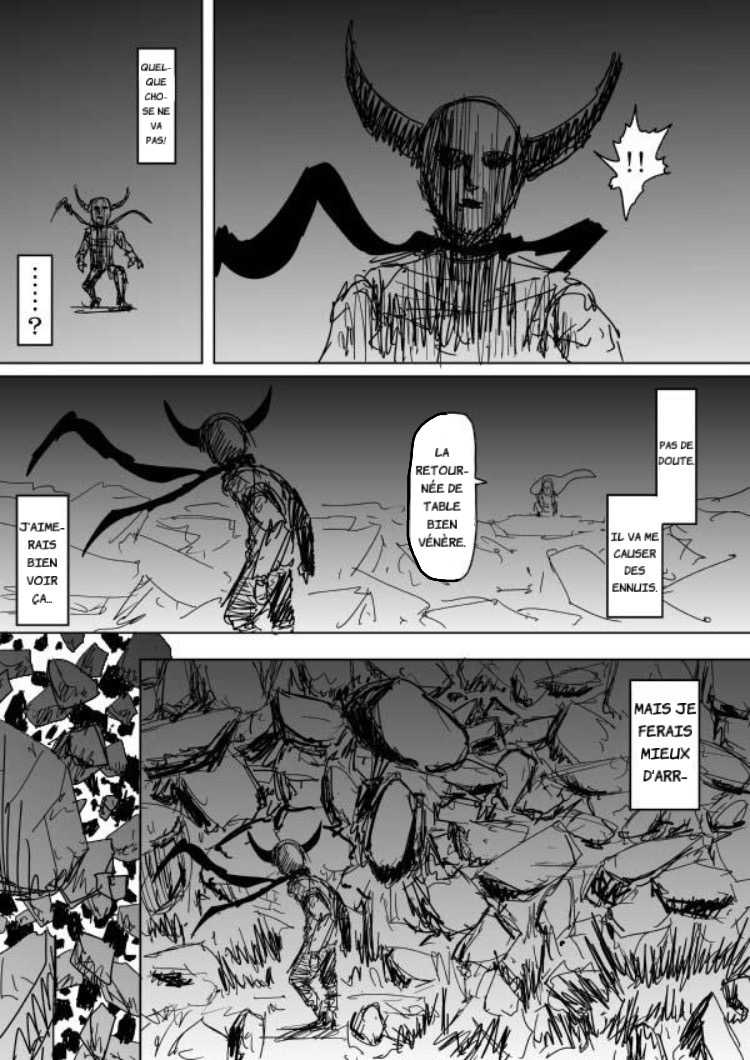 !!
QUEL-
QUE
CHO-
SE NE
VA
PAS!
......?
PAS DE
DOUTE.
IL VA ME
CAUSER
DES
ENNUIS.
LA
RETOUR-
NÉE DE
TABLE
BIEN
VÉNÈRE.
J'AIME-
RAIS
BIEN
VOIR
ÇA...
MAIS JE
FERAIS
MIEUX
D'ARR-